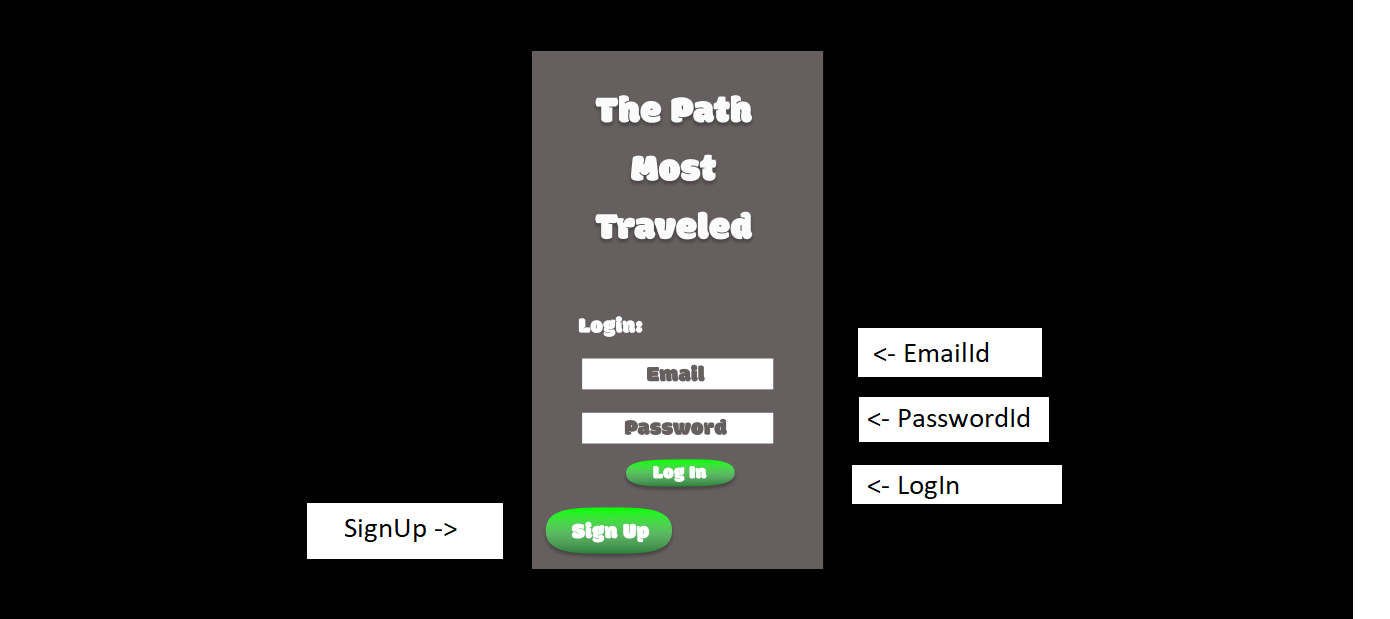 The Path
Most
Traveled
Login:
Email
<- EmailId
Password
<- PasswordId
Log In
<- LogIn
SignUp ->
Sign Up